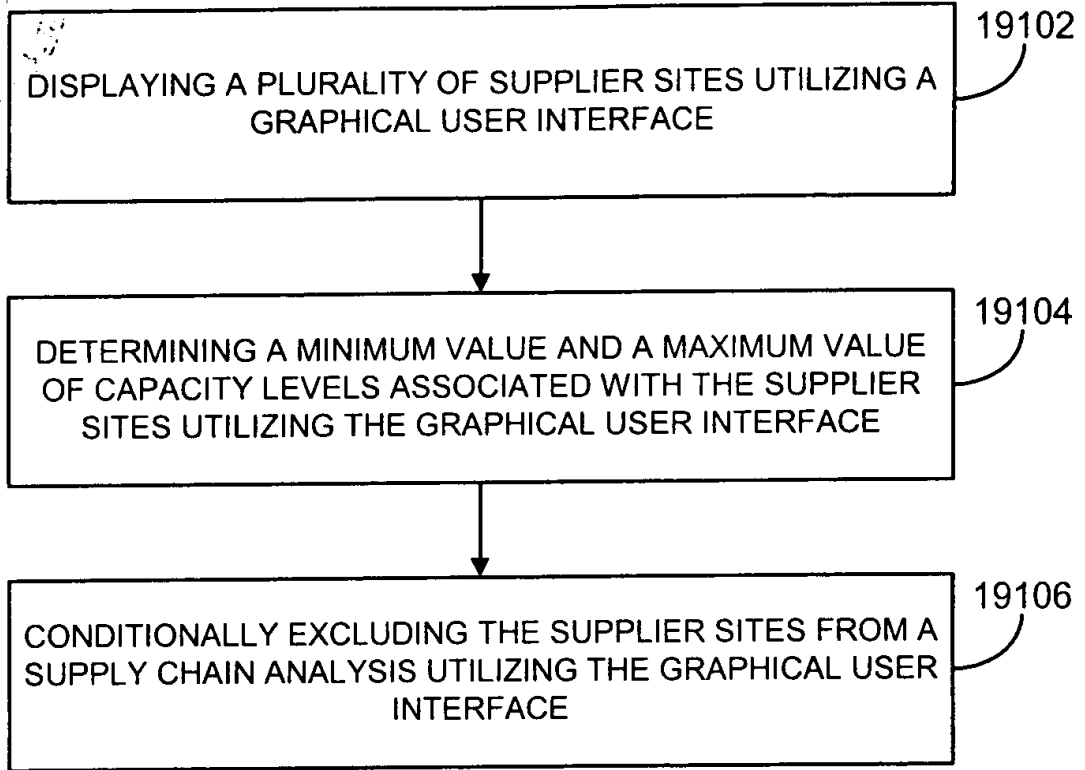 19102
DISPLAYING A PLURALITY OF SUPPLIER SITES UTILIZING A
GRAPHICAL USER INTERFACE
19104
DETERMINING A MINIMUM VALUE AND A MAXIMUM VALUE
OF CAPACITY LEVELS ASSOCIATED WITH THE SUPPLIER
SITES UTILIZING THE GRAPHICAL USER INTERFACE
19106
CONDITIONALLY EXCLUDING THE SUPPLIER SITES FROM A
SUPPLY CHAIN ANALYSIS UTILIZING THE GRAPHICAL USER
INTERFACE